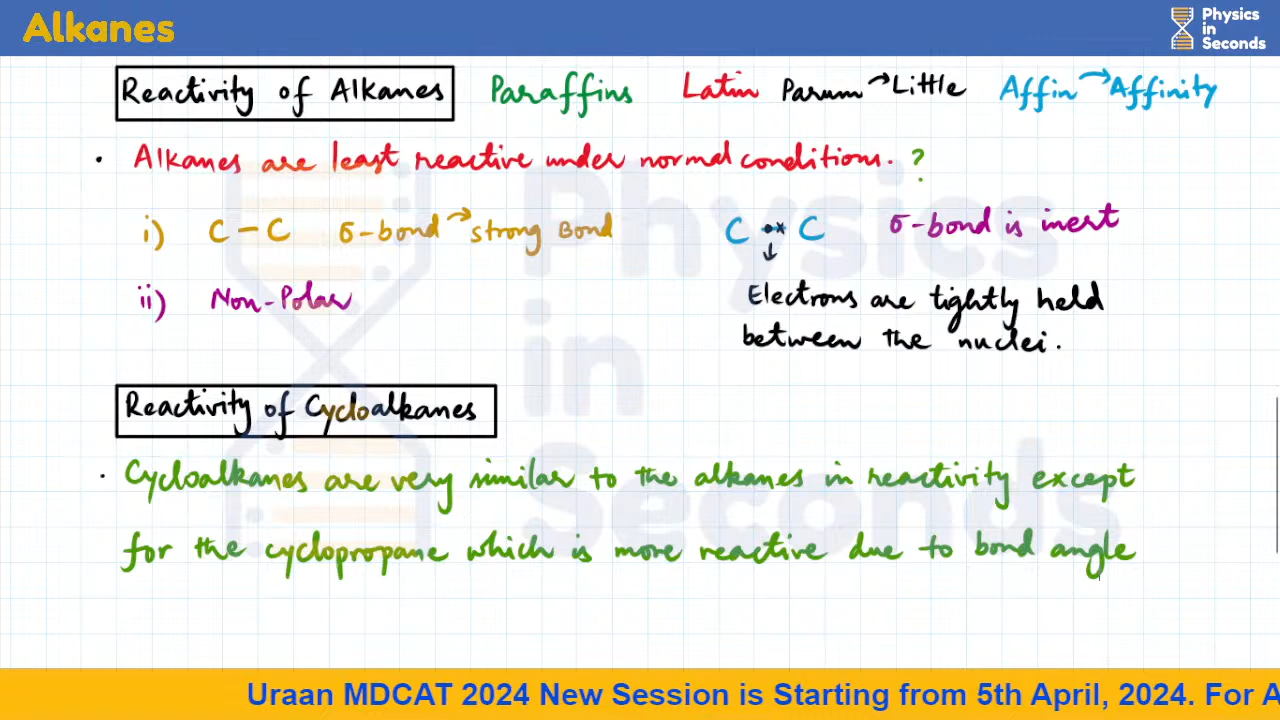 Alkanes
Physics
in
Seconds
Reactivity of Alkanes Paraffins Latin Parum → Little Affin → Affinity
• Alkanes are least reactive under normal conditions. ?
i) C – C σ-bond → strong Bond C •× C σ-bond is inert
ii) Non-Polar
Electrons are tightly held
between the nuclei.
Reactivity of Cycloalkanes
• Cycloalkanes are very similar to the alkanes in reactivity except
for the cyclopropane which is more reactive due to bond angle
Physics
in
Seconds
Uraan MDCAT 2024 New Session is Starting from 5th April, 2024. For A